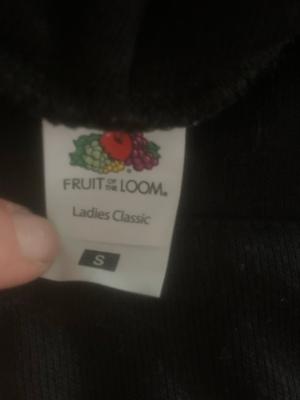 FRUIT OF THE LOOM®
Ladies Classic
S